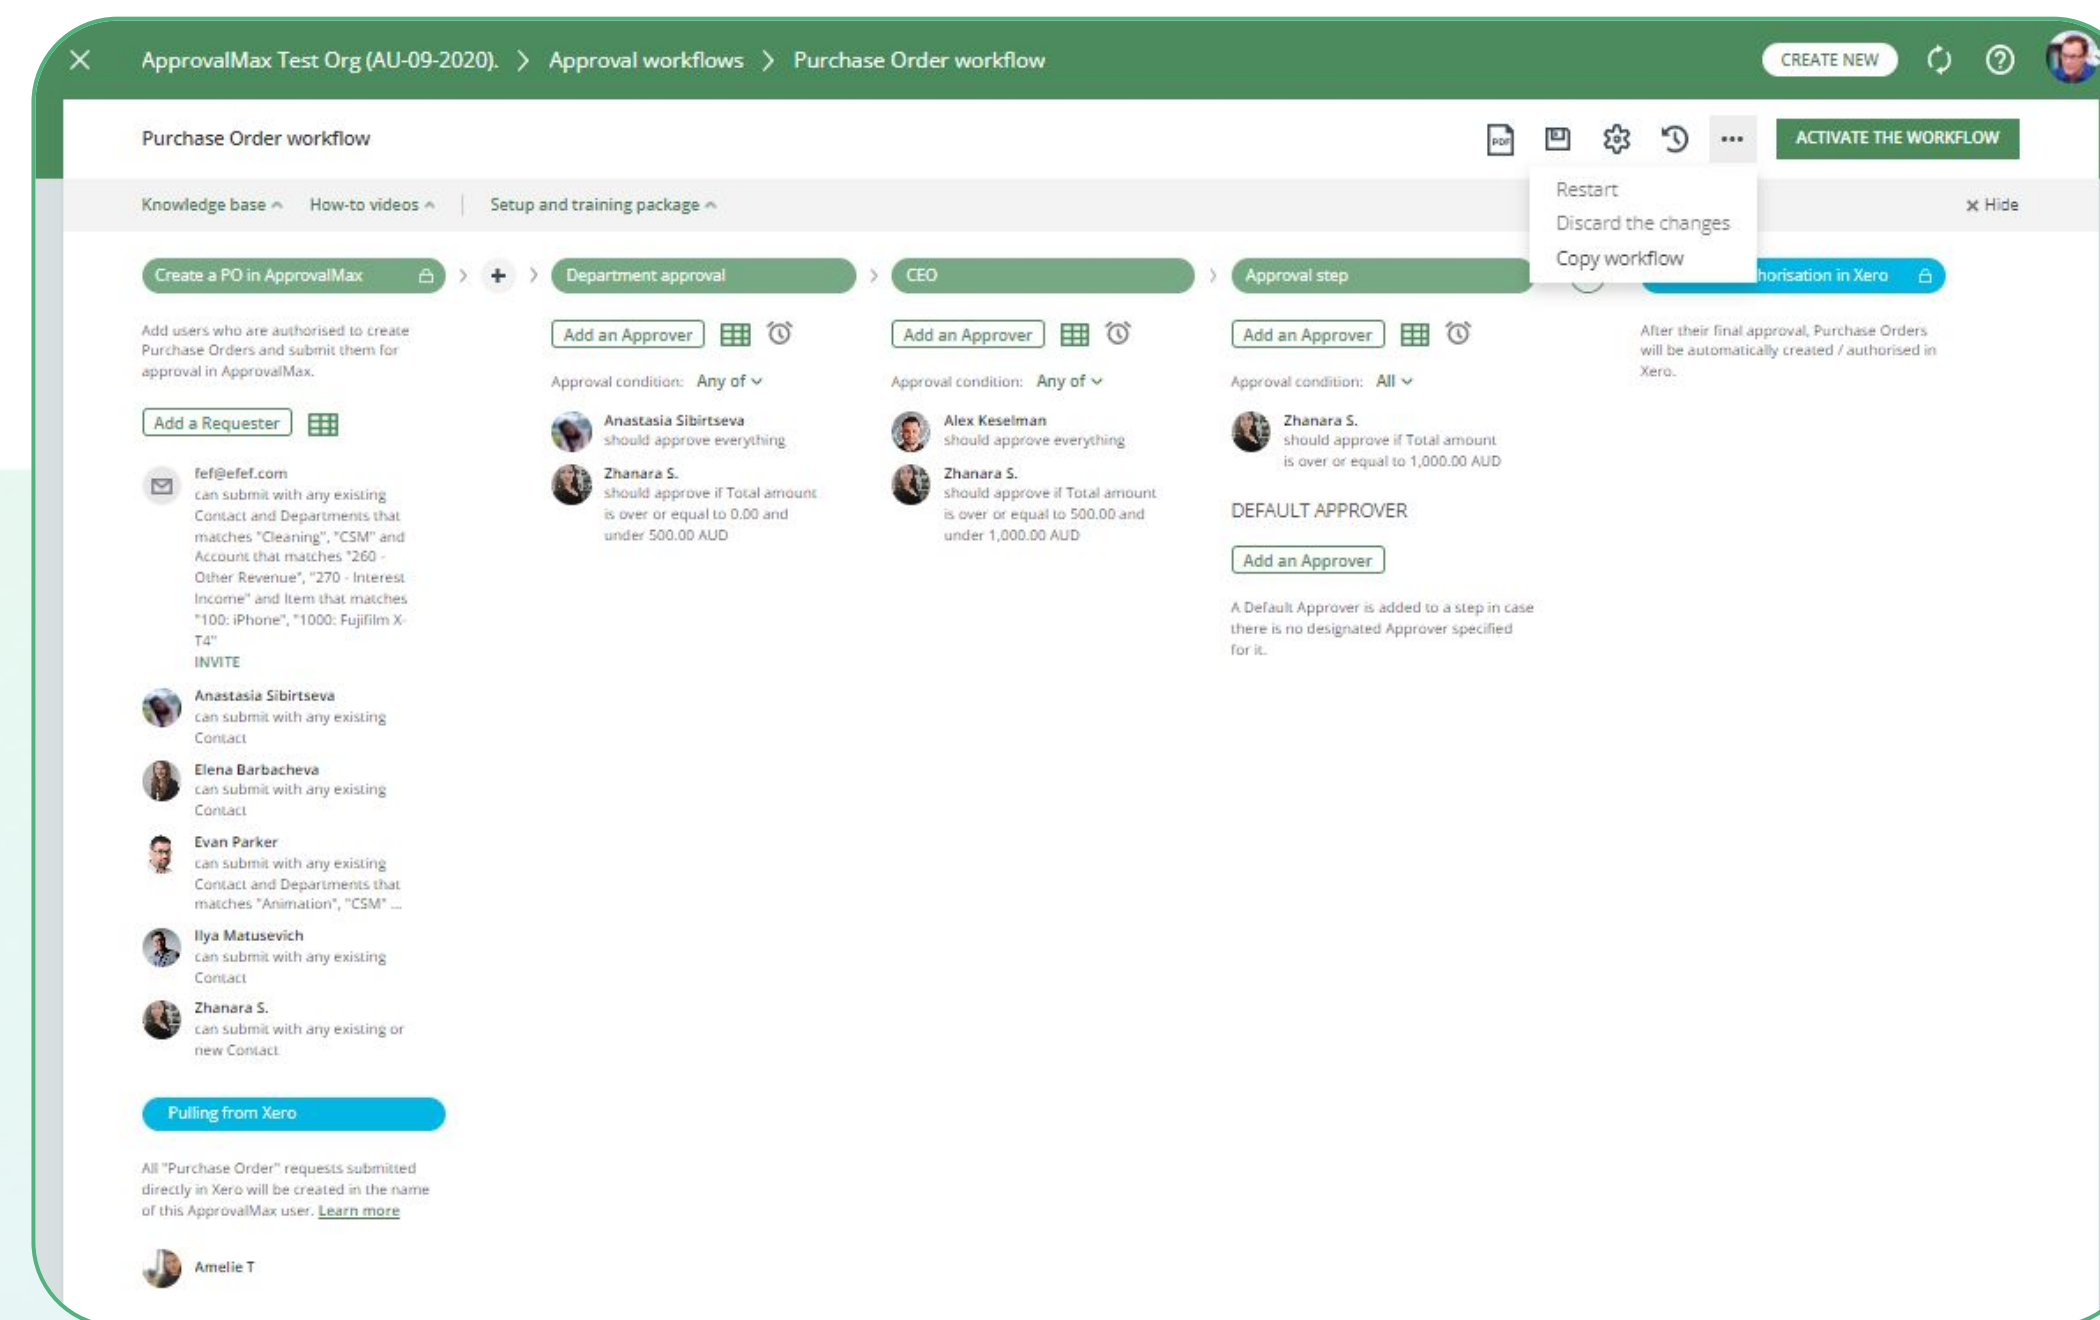 ApprovalMax Test Org (AU-09-2020). > Approval workflows > Purchase Order workflow
CREATE NEW
Purchase Order workflow
PDF
ACTIVATE THE WORKFLOW
Knowledge base
How-to videos
Setup and training package
Restart
Discard the changes
Copy workflow
Hide
Create a PO in ApprovalMax
Add users who are authorised to create
Purchase Orders and submit them for
approval in ApprovalMax.
Add a Requester
fef@efef.com
can submit with any existing
Contact and Departments that
matches "Cleaning", "CSM" and
Account that matches "260 -
Other Revenue", "270 - Interest
Income" and Item that matches
"100: iPhone", "1000: Fujifilm X-
T4"
INVITE
Anastasia Sibirtseva
can submit with any existing
Contact
Elena Barbacheva
can submit with any existing
Contact
Evan Parker
can submit with any existing
Contact and Departments that
matches "Animation", "CSM" ...
Ilya Matusevich
can submit with any existing
Contact
Zhanara S.
can submit with any existing or
new Contact
Pulling from Xero
All "Purchase Order" requests submitted
directly in Xero will be created in the name
of this ApprovalMax user. Learn more
Amelie T
Department approval
Add an Approver
Approval condition: Any of
Anastasia Sibirtseva
should approve everything
Zhanara S.
should approve if Total amount
is over or equal to 0.00 and
under 500.00 AUD
CEO
Add an Approver
Approval condition: Any of
Alex Keselman
should approve everything
Zhanara S.
should approve if Total amount
is over or equal to 500.00 and
under 1,000.00 AUD
Approval step
Add an Approver
Approval condition: All
Zhanara S.
should approve if Total amount
is over or equal to 1,000.00 AUD
DEFAULT APPROVER
Add an Approver
A Default Approver is added to a step in case
there is no designated Approver specified
for it.
horisation in Xero
After their final approval, Purchase Orders
will be automatically created / authorised in
Xero.